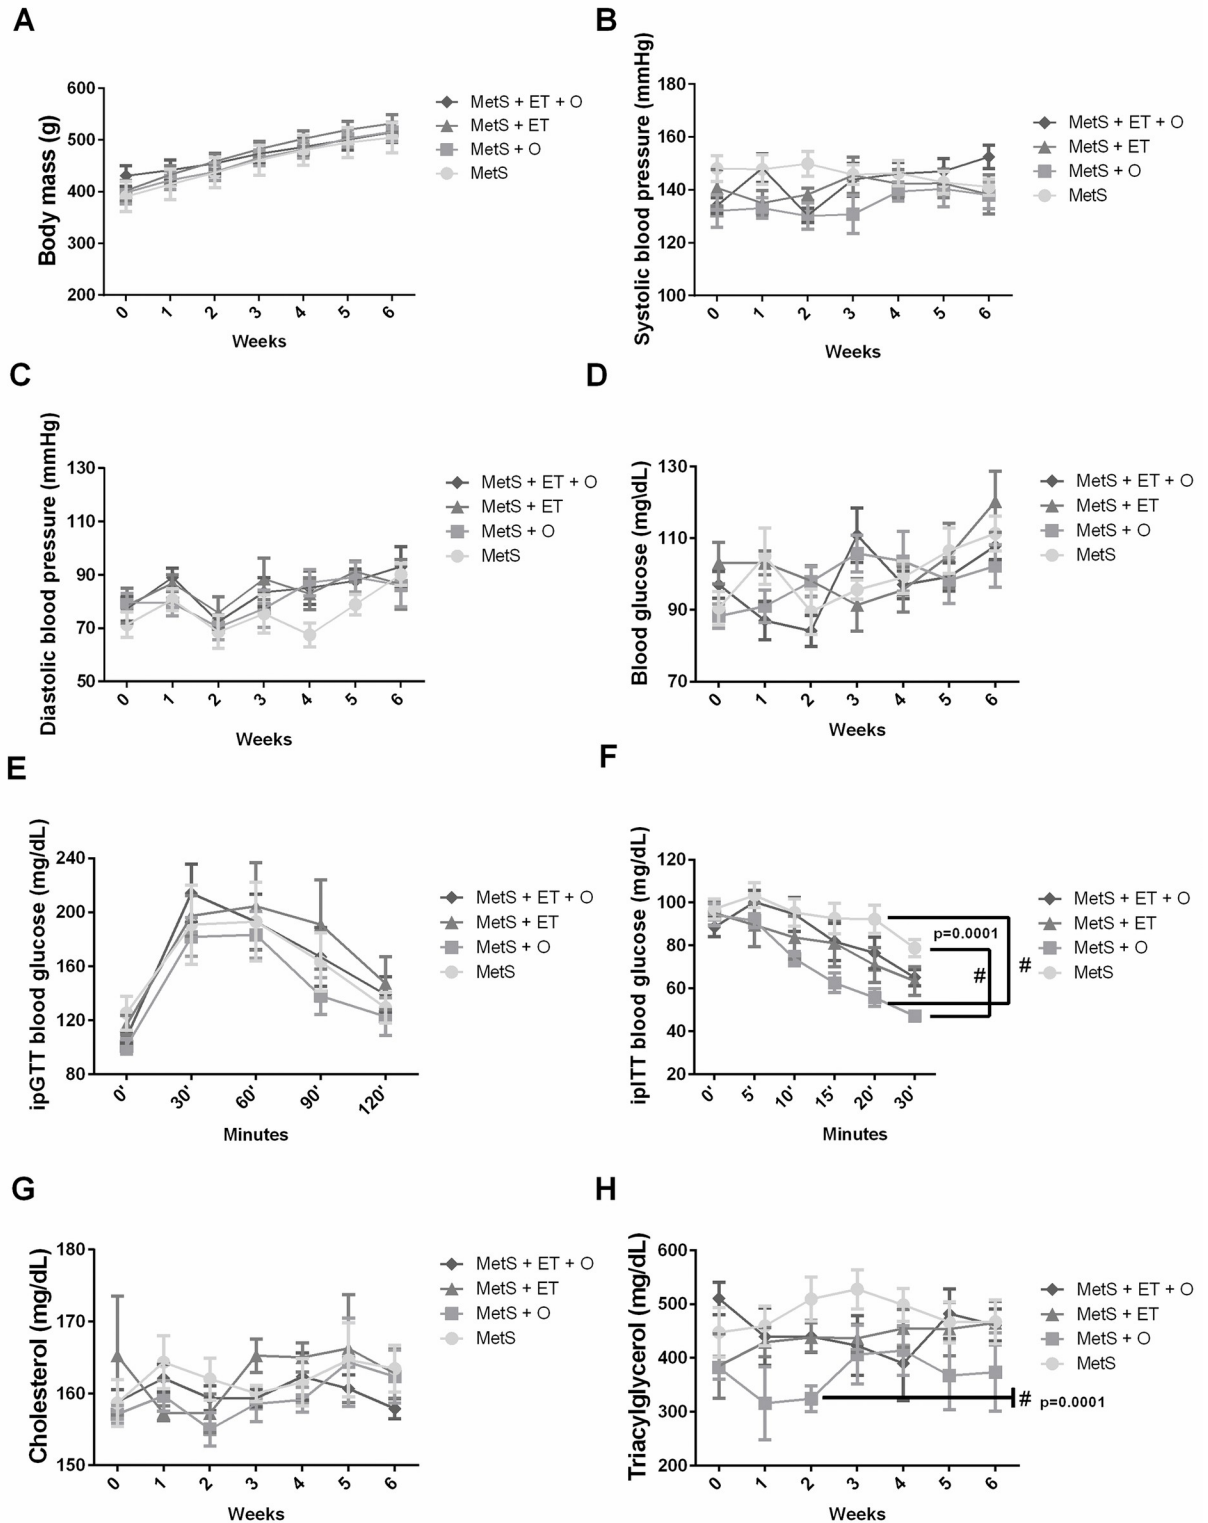 A
Body mass (g)
600
500
400
300
200
0 1 2 3 4 5 6
Weeks
MetS + ET + O
MetS + ET
MetS + O
MetS
B
Systolic blood pressure (mmHg)
180
160
140
120
100
0 1 2 3 4 5 6
Weeks
MetS + ET + O
MetS + ET
MetS + O
MetS
C
Diastolic blood pressure (mmHg)
130
110
90
70
50
0 1 2 3 4 5 6
Weeks
MetS + ET + O
MetS + ET
MetS + O
MetS
D
Blood glucose (mg\dL)
130
110
90
70
0 1 2 3 4 5 6
Weeks
MetS + ET + O
MetS + ET
MetS + O
MetS
E
ipGTT blood glucose (mg/dL)
240
200
160
120
80
0' 30' 60' 90' 120'
Minutes
MetS + ET + O
MetS + ET
MetS + O
MetS
F
ipITT blood glucose (mg/dL)
120
100
80
60
40
20
0' 5' 10' 15' 20' 30'
Minutes
p=0.0001
# #
MetS + ET + O
MetS + ET
MetS + O
MetS
G
Cholesterol (mg/dL)
180
170
160
150
0 1 2 3 4 5 6
Weeks
MetS + ET + O
MetS + ET
MetS + O
MetS
H
Triacylglycerol (mg/dL)
600
500
400
300
200
0 1 2 3 4 5 6
Weeks
MetS + ET + O
MetS + ET
MetS + O
MetS
# p=0.0001